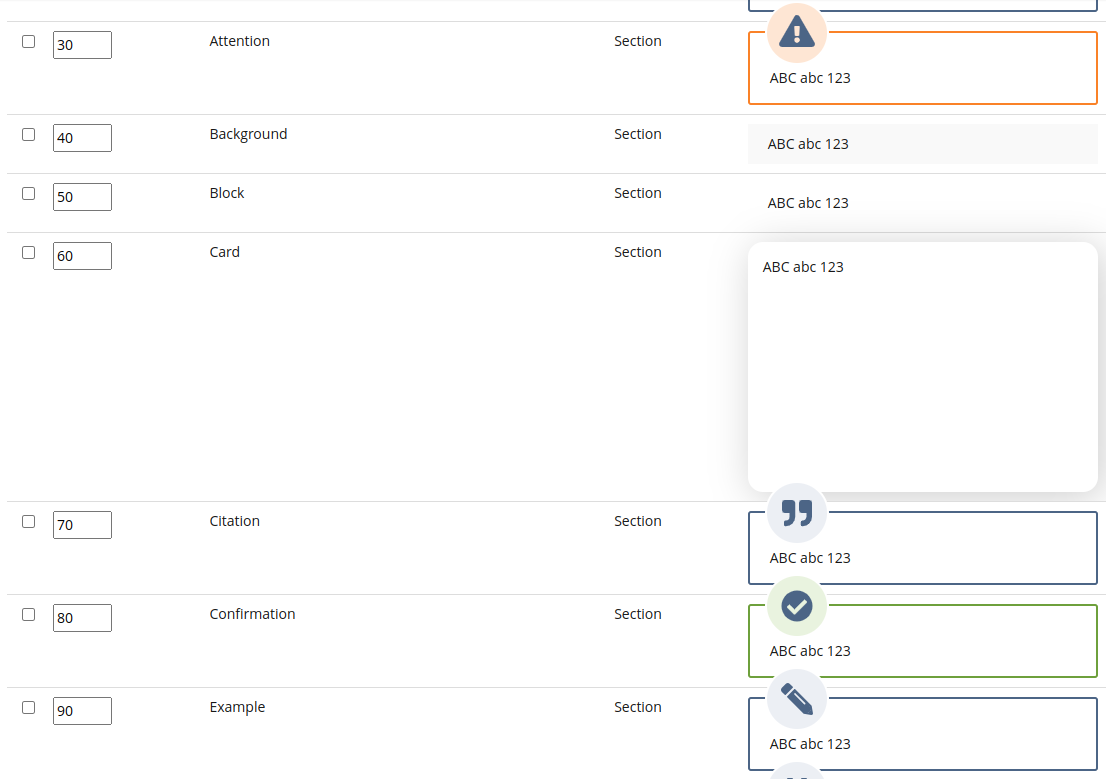 30 Attention Section
ABC abc 123
40 Background Section
ABC abc 123
50 Block Section
ABC abc 123
60 Card Section
ABC abc 123
70 Citation Section
ABC abc 123
80 Confirmation Section
ABC abc 123
90 Example Section
ABC abc 123